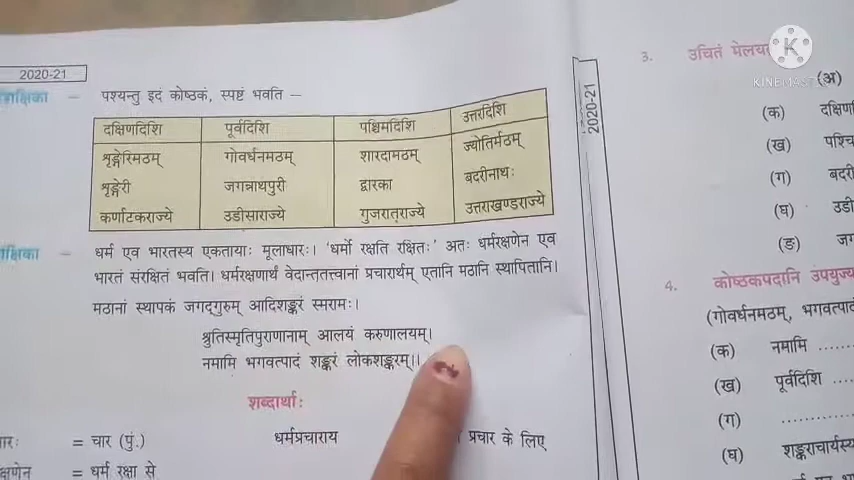 2020-21
पश्यन्तु इदं कोष्ठकं, स्पष्टं भवति –
दक्षिणदिशि पूर्वदिशि पश्चिमदिशि उत्तरदिशि
शृङ्गेरिमठम् गोवर्धनमठम् शारदामठम् ज्योतिर्मठम्
शृङ्गेरी जगन्नाथपुरी द्वारका बदरीनाथः
कर्णाटकराज्ये उडीसाराज्ये गुजरात्राज्ये उत्तराखण्डराज्ये
धर्म एव भारतस्य एकतायाः मूलाधारः। 'धर्मो रक्षति रक्षितः' अतः धर्मरक्षणेन एव
भारतं संरक्षितं भवति। धर्मरक्षणार्थं वेदान्ततत्त्वानां प्रचारार्थम् एतानि मठानि स्थापितानि।
मठानां स्थापकं जगद्गुरुम् आदिशङ्करं स्मरामः।
श्रुतिस्मृतिपुराणानाम् आलयं करुणालयम्।
नमामि भगवत्पादं शङ्करं लोकशङ्करम्।।
शब्दार्थाः
= चार (पुं.) धर्मप्रचाराय प्रचार के लिए
= धर्म रक्षा से
2020-21
3. उचितं
(अ)
(क)
(ख)
(ग) बदरी
(घ)
(ङ)
4. कोष्ठकपदानि
(गोवर्धनमठम्,
(क) नमामि ......
(ख) पूर्वदिशि ....
(ग) ..........
(घ)
K
KINEMAS